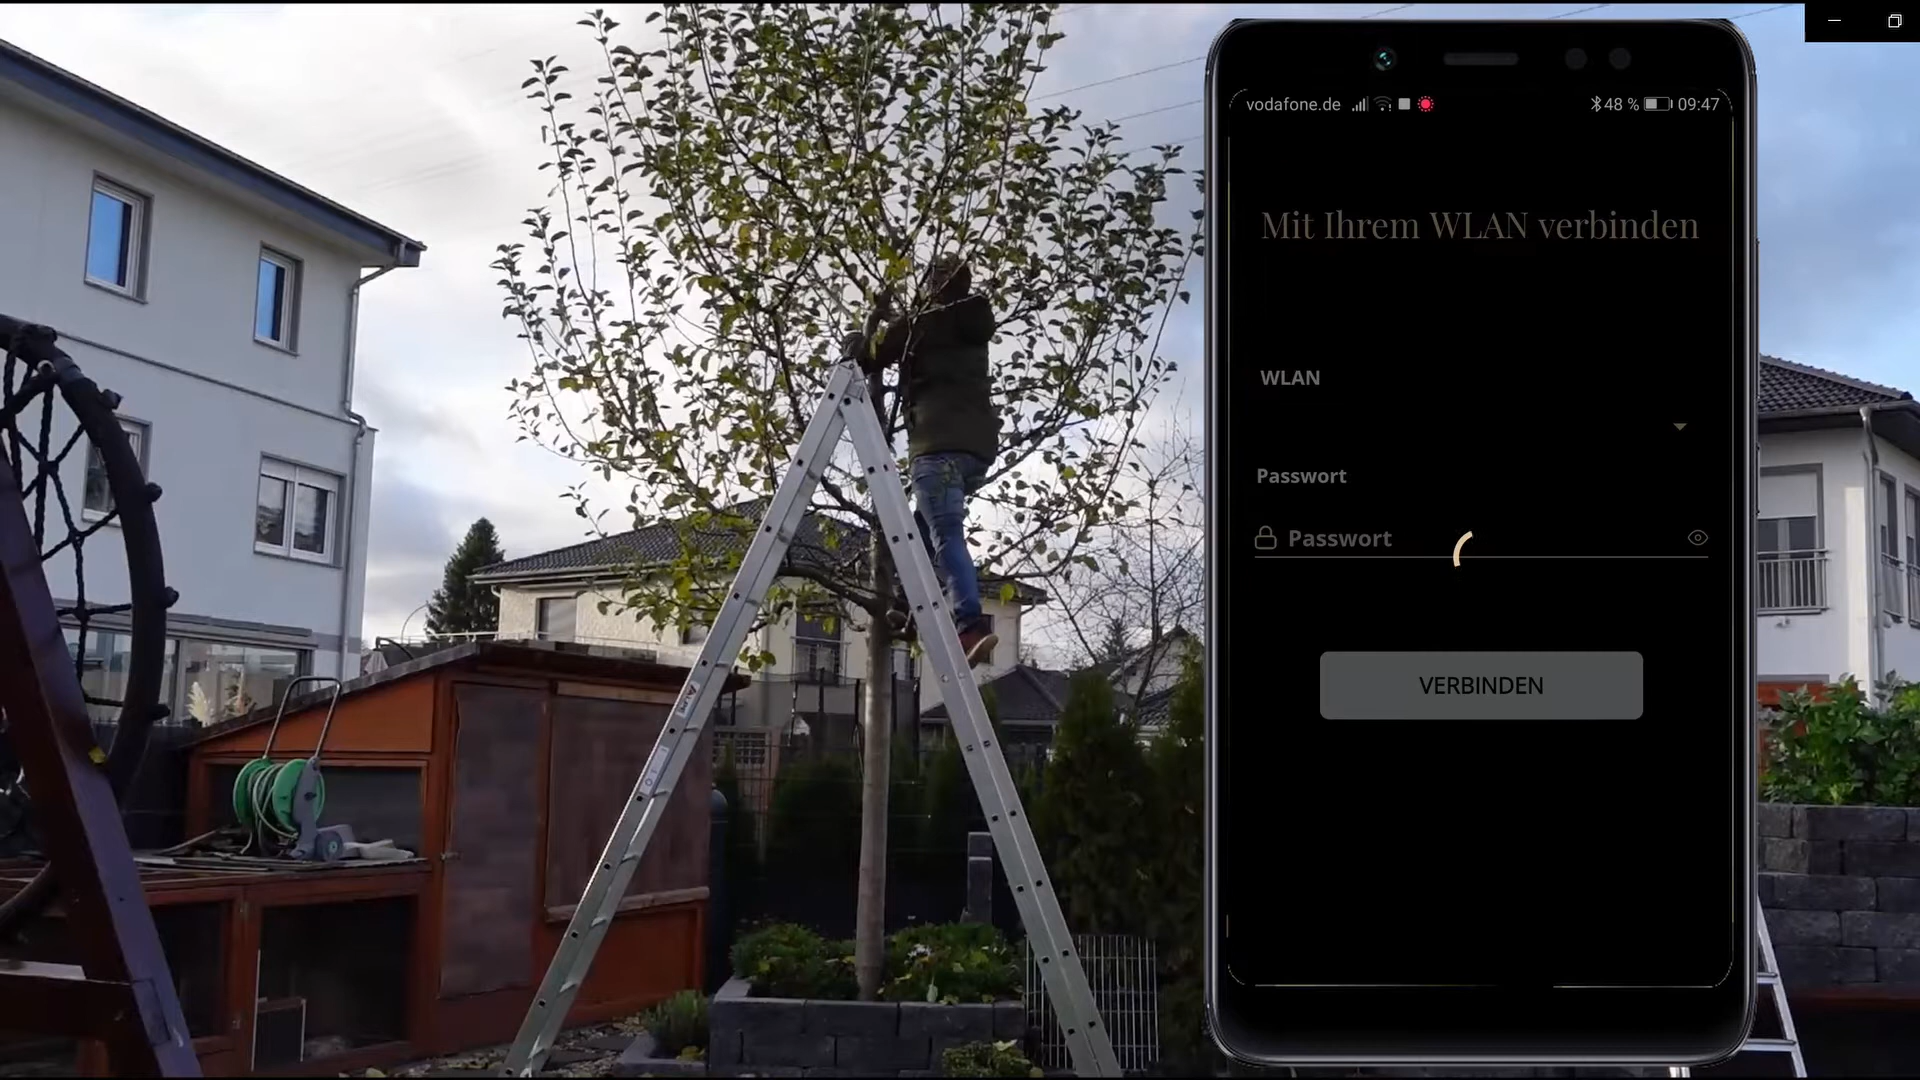 vodafone.de
48 % 09:47
Mit Ihrem WLAN verbinden
WLAN
Passwort
Passwort
VERBINDEN